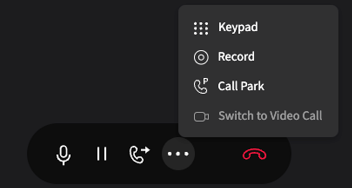 Keypad
Record
P
Call Park
Switch to Video Call